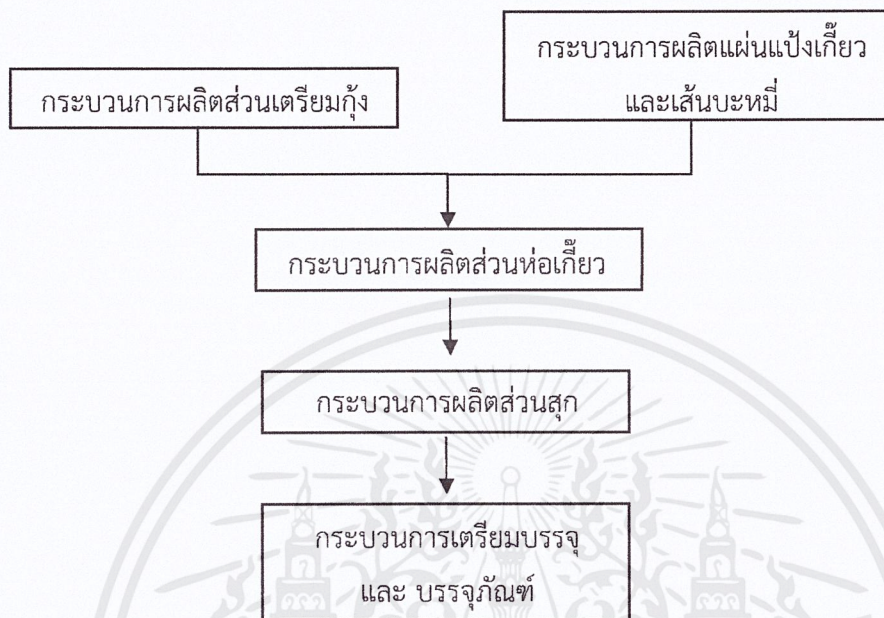 กระบวนการผลิตแผ่นแป้งเกี๊ยว
และเส้นบะหมี่
กระบวนการผลิตส่วนเตรียมกุ้ง
กระบวนการผลิตส่วนห่อเกี๊ยว
กระบวนการผลิตส่วนสุก
กระบวนการเตรียมบรรจุ
และ บรรจุภัณฑ์